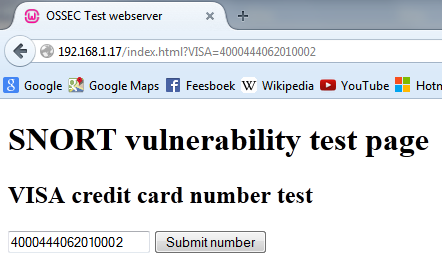 OSSEC Test webserver
192.168.1.17/index.html?VISA=4000444062010002
Google Google Maps Feesboek Wikipedia YouTube Hotm
SNORT vulnerability test page
VISA credit card number test
4000444062010002 Submit number